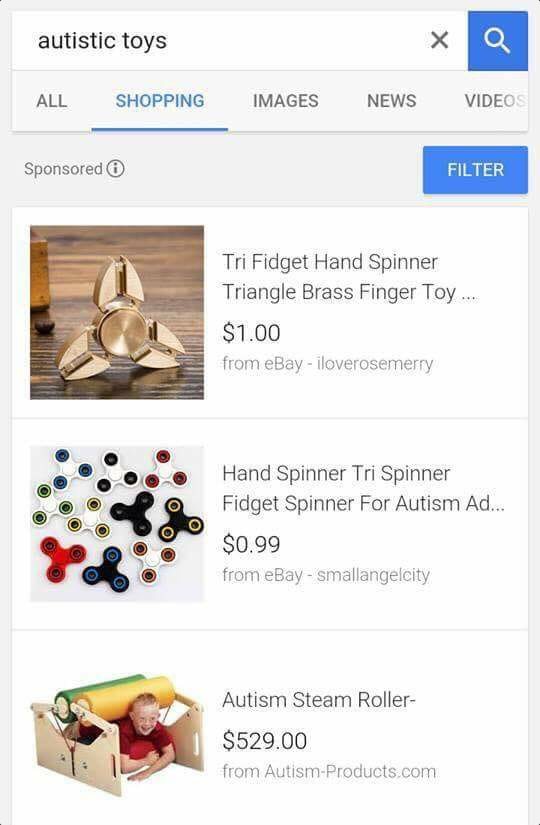 autistic toys
ALL SHOPPING IMAGES NEWS VIDEOS
Sponsored
FILTER
Tri Fidget Hand Spinner
Triangle Brass Finger Toy ...
$1.00
from eBay - iloverosemerry
Hand Spinner Tri Spinner
Fidget Spinner For Autism Ad...
$0.99
from eBay - smallangelcity
Autism Steam Roller-
$529.00
from Autism-Products.com